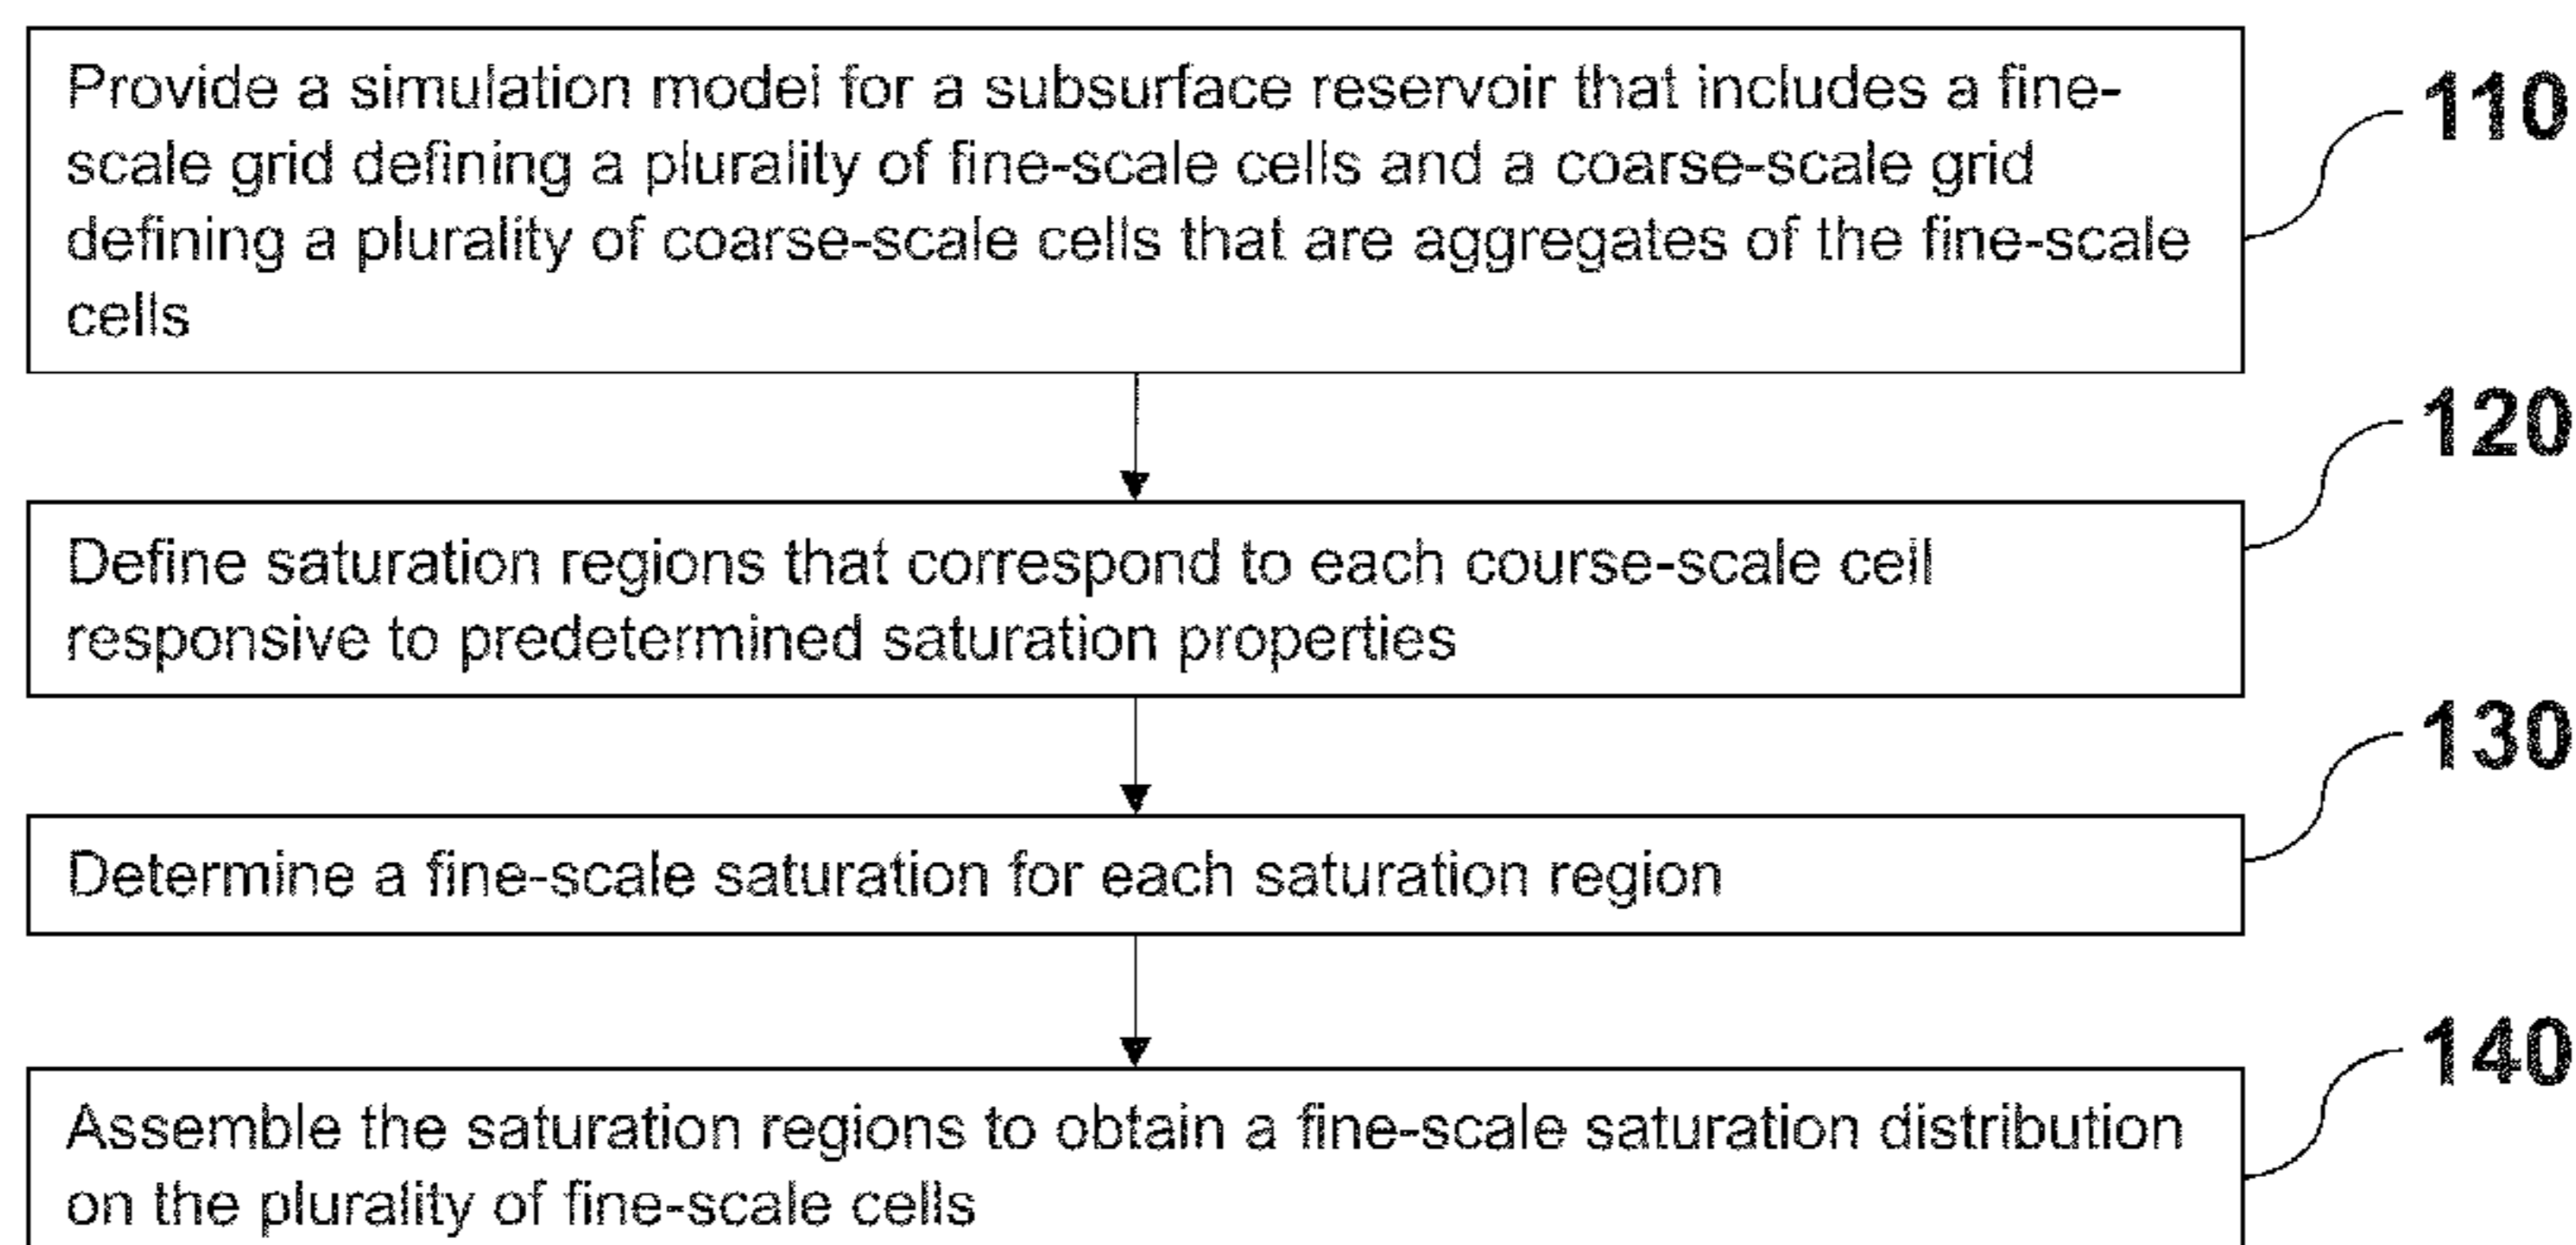 Provide a simulation model for a subsurface reservoir that includes a fine-
scale grid defining a plurality of fine-scale cells and a coarse-scale grid
defining a plurality of coarse-scale cells that are aggregates of the fine-scale
cells
110
Define saturation regions that correspond to each course-scale cell
responsive to predetermined saturation properties
120
Determine a fine-scale saturation for each saturation region
130
Assemble the saturation regions to obtain a fine-scale saturation distribution
on the plurality of fine-scale cells
140